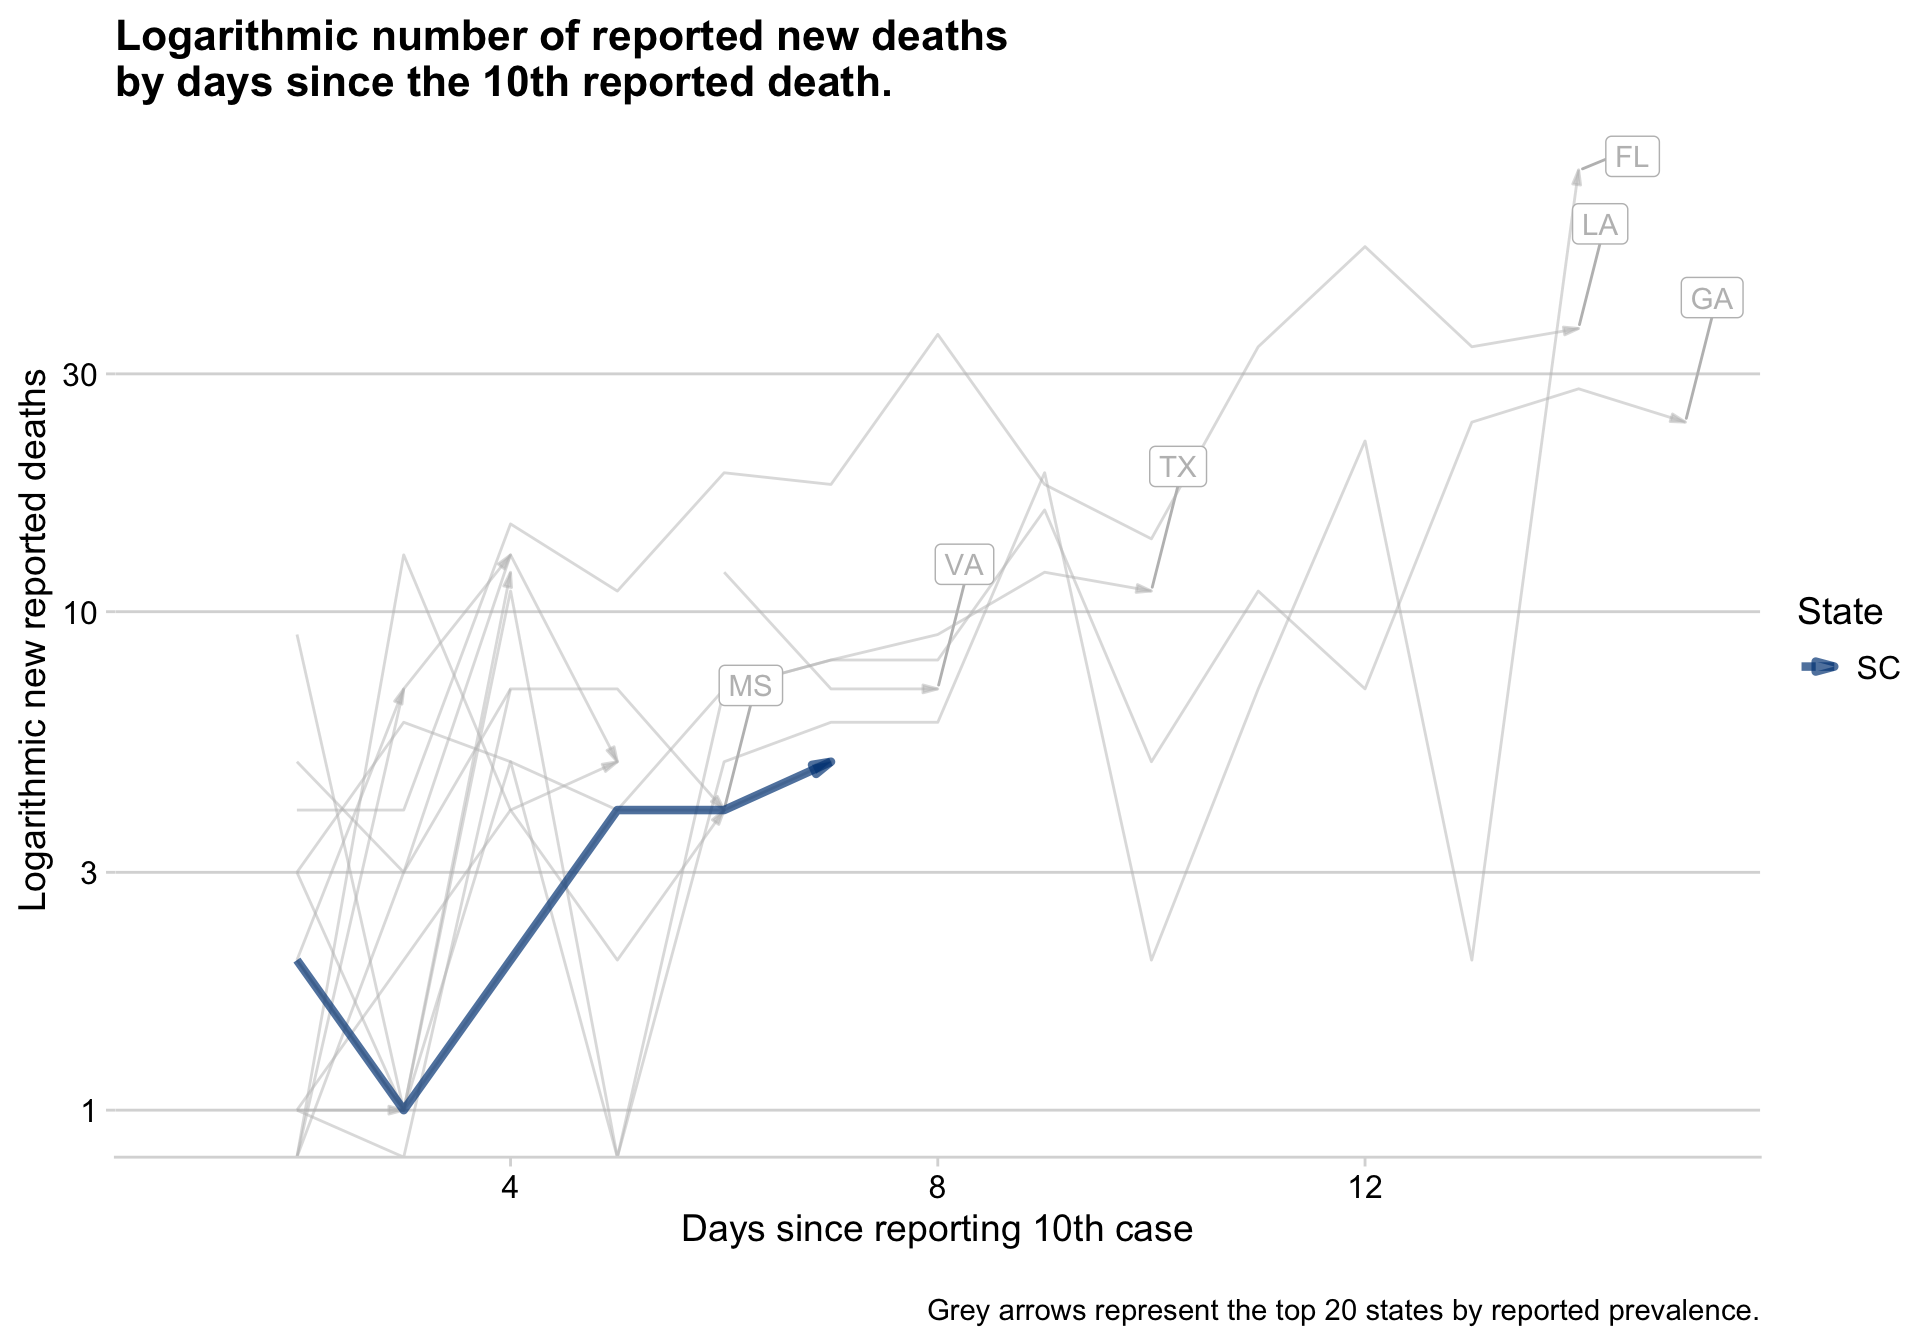 Logarithmic number of reported new deaths
by days since the 10th reported death.
FL
LA
GA
30
TX
VA
10
MS
3
1
4
8
12
Logarithmic new reported deaths
Days since reporting 10th case
State
SC
Grey arrows represent the top 20 states by reported prevalence.